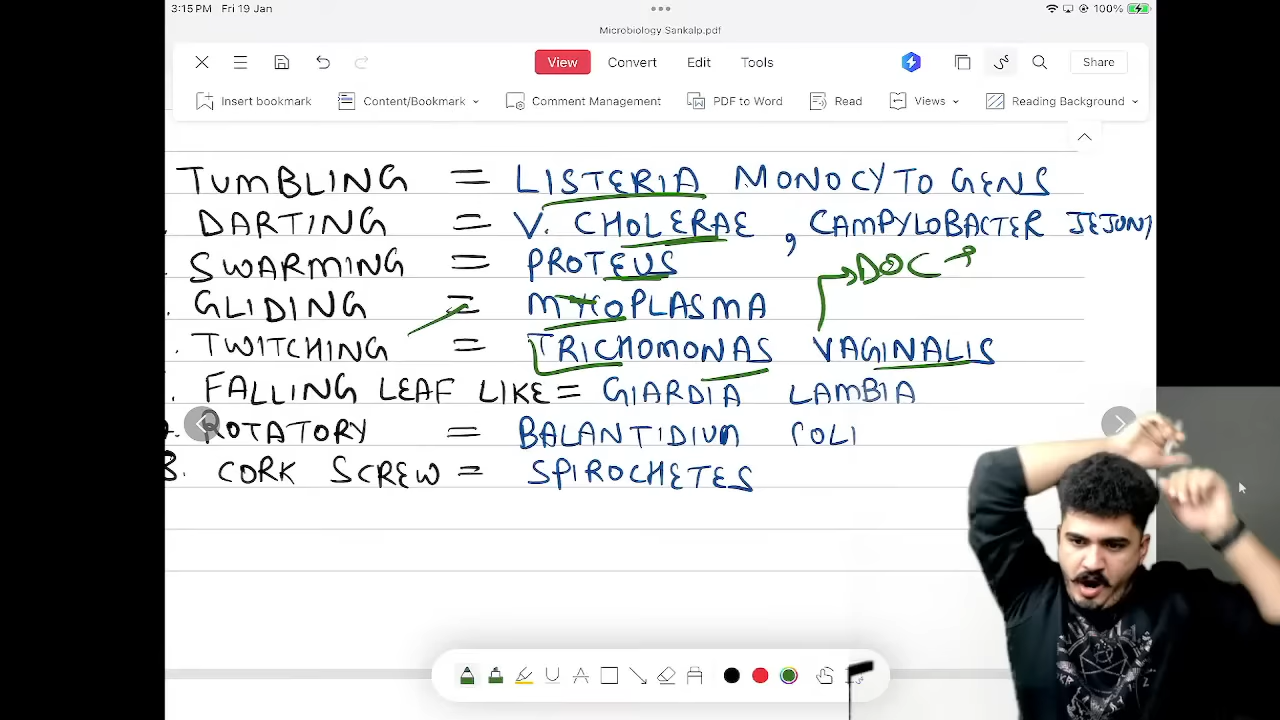 3:15 PM Fri 19 Jan
100%
Microbiology Sankalp.pdf
View Convert Edit Tools Share
Insert bookmark Content/Bookmark Comment Management PDF to Word Read Views Reading Background
TUMBLING = LISTERIA MONOCYTOGENS
DARTING = V. CHOLERAE , CAMPYLOBACTER JEJUNI
SWARMING = PROTEUS
DOC → ?
GLIDING = MYCOPLASMA
TWITCHING = TRICHOMONAS VAGINALIS
FALLING LEAF LIKE = GIARDIA LAMBIA
ROTATORY = BALANTIDIUM COLI
8. CORK SCREW = SPIROCHETES